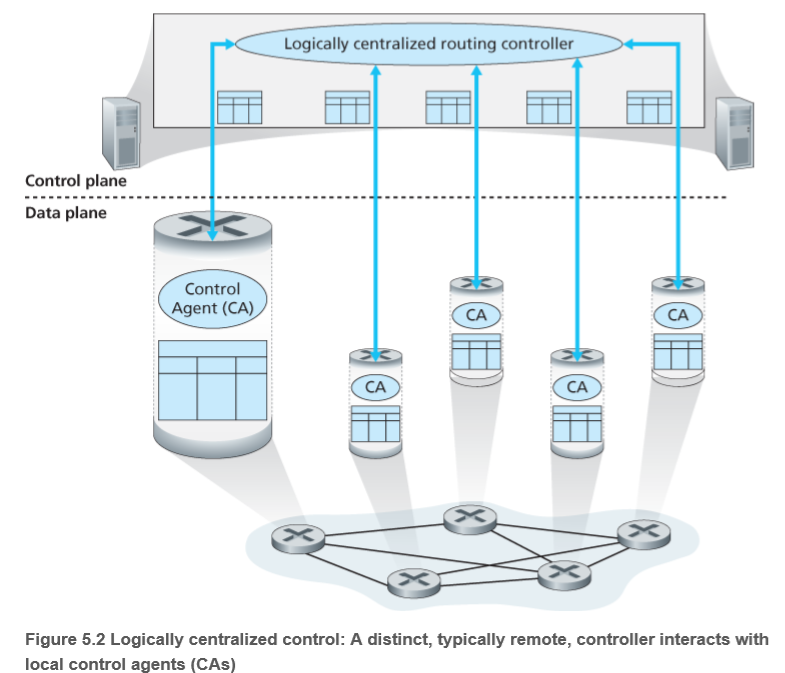 Logically centralized routing controller
Control plane
Data plane
Control
Agent (CA)
CA
CA
CA
CA
Figure 5.2 Logically centralized control: A distinct, typically remote, controller interacts with
local control agents (CAs)